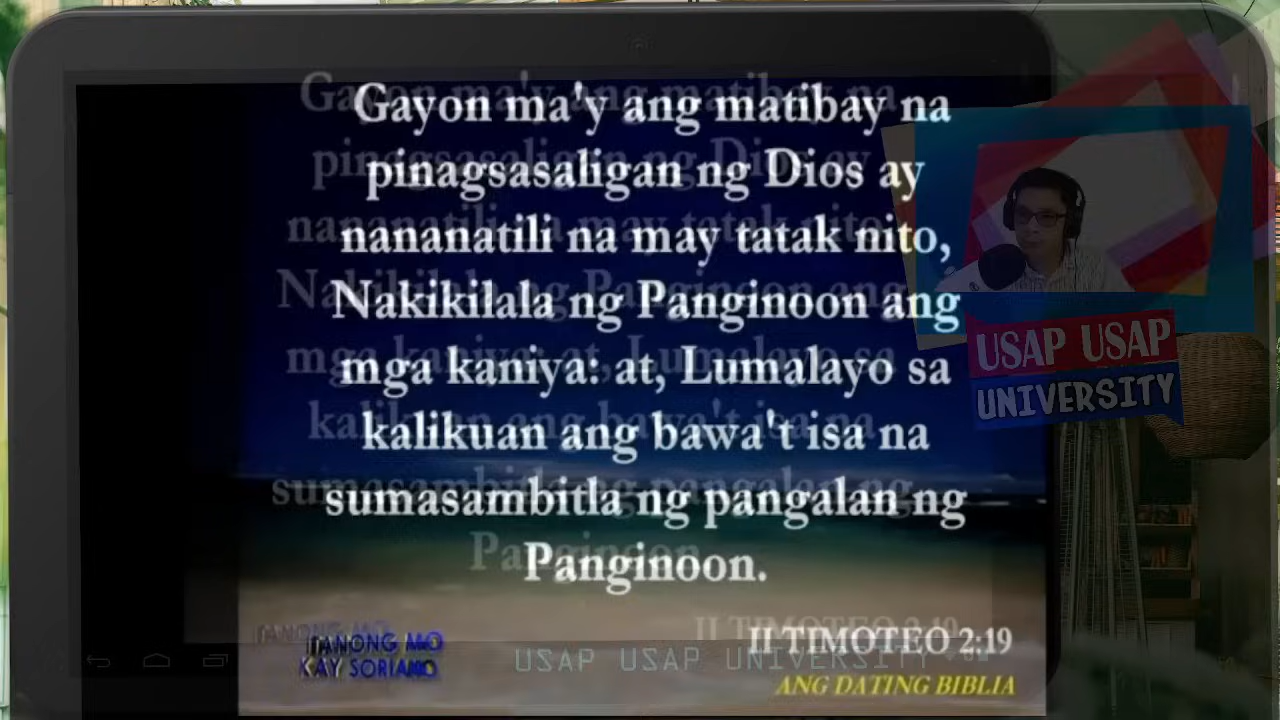 Gayon ma'y ang matibay na
pinagsasaligan ng Dios ay
nananatili na may tatak nito,
Nakikilala ng Panginoon ang
mga kaniya: at, Lumalayo sa
kalikuan ang bawa't isa na
sumasambitla ng pangalan ng
Panginoon.
II TIMOTEO 2:19
ANG DATING BIBLIA
ITANONG MO
KAY SORIANO
USAP USAP UNIVERSITY
USAP USAP
UNIVERSITY